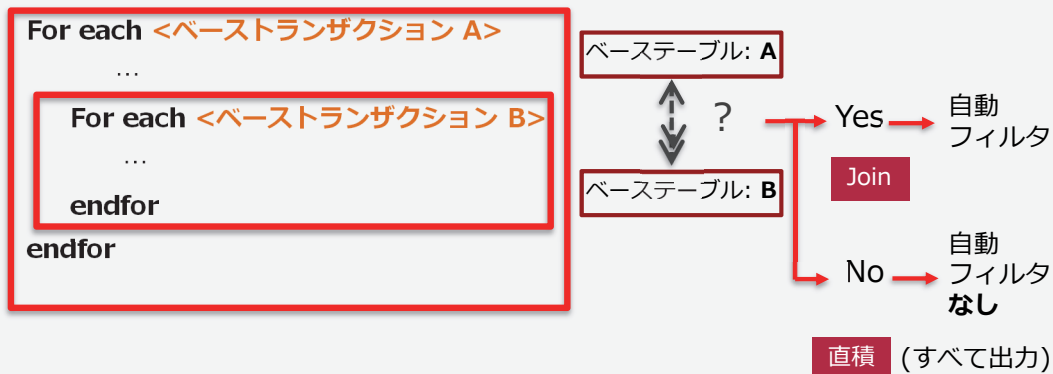 For each <ベーストランザクション A>
...
For each <ベーストランザクション B>
...
endfor
endfor
ベーステーブル: A
?
ベーステーブル: B
Yes
自動
フィルタ
Join
No
自動
フィルタ
なし
直積 (すべて出力)